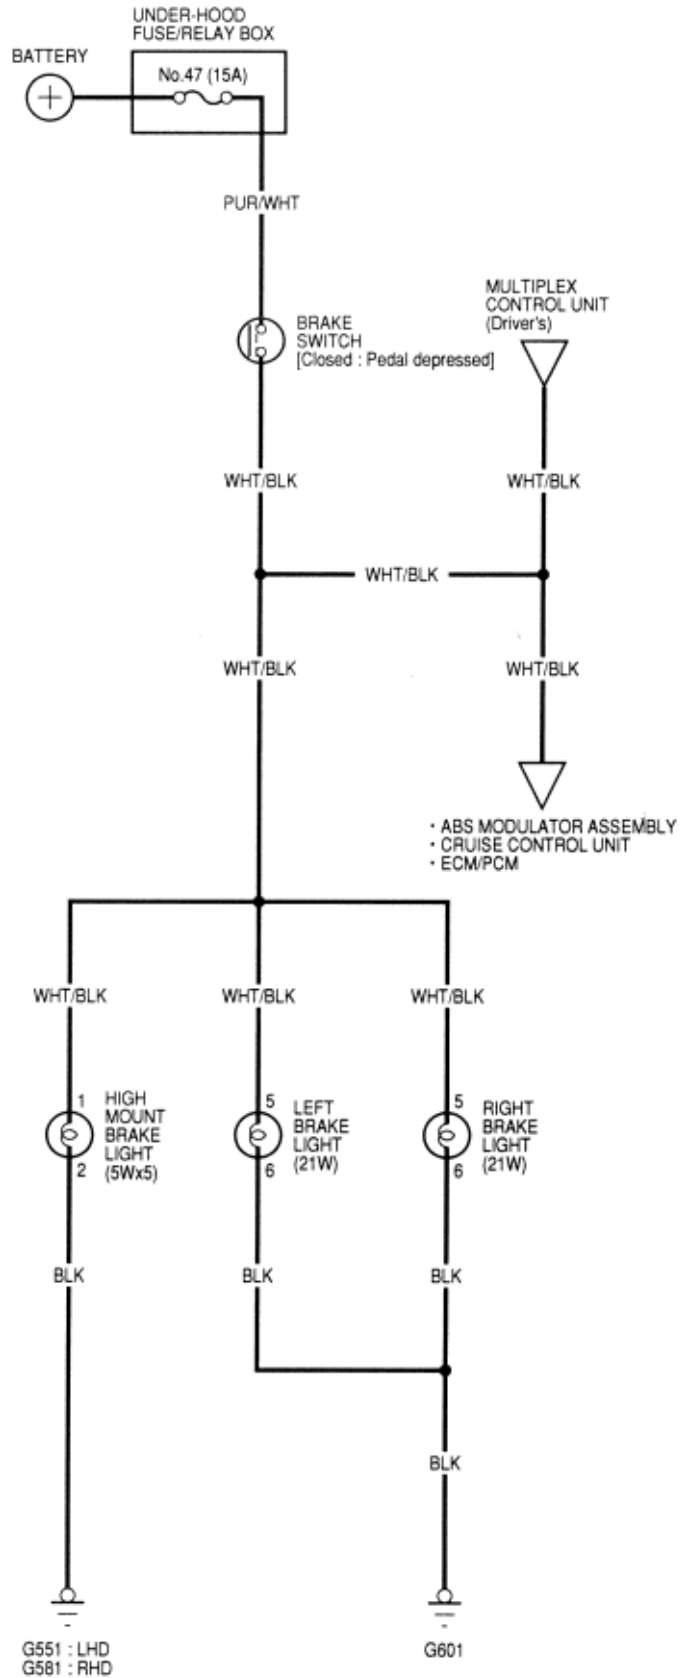 UNDER-HOOD
FUSE/RELAY BOX
BATTERY
No.47 (15A)
PUR/WHT
BRAKE
SWITCH
[Closed : Pedal depressed]
MULTIPLEX
CONTROL UNIT
(Driver's)
WHT/BLK
WHT/BLK
WHT/BLK
WHT/BLK
WHT/BLK
• ABS MODULATOR ASSEMBLY
• CRUISE CONTROL UNIT
• ECM/PCM
WHT/BLK
WHT/BLK
WHT/BLK
1
HIGH
MOUNT
BRAKE
LIGHT
(5Wx5)
2
5
LEFT
BRAKE
LIGHT
(21W)
6
5
RIGHT
BRAKE
LIGHT
(21W)
6
BLK
BLK
BLK
BLK
G551 : LHD
G581 : RHD
G601